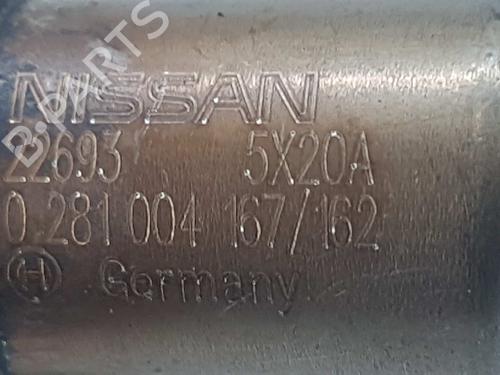 NISSAN
22693 5X20A
0 281 004 167/162
Germany
B-PARTS